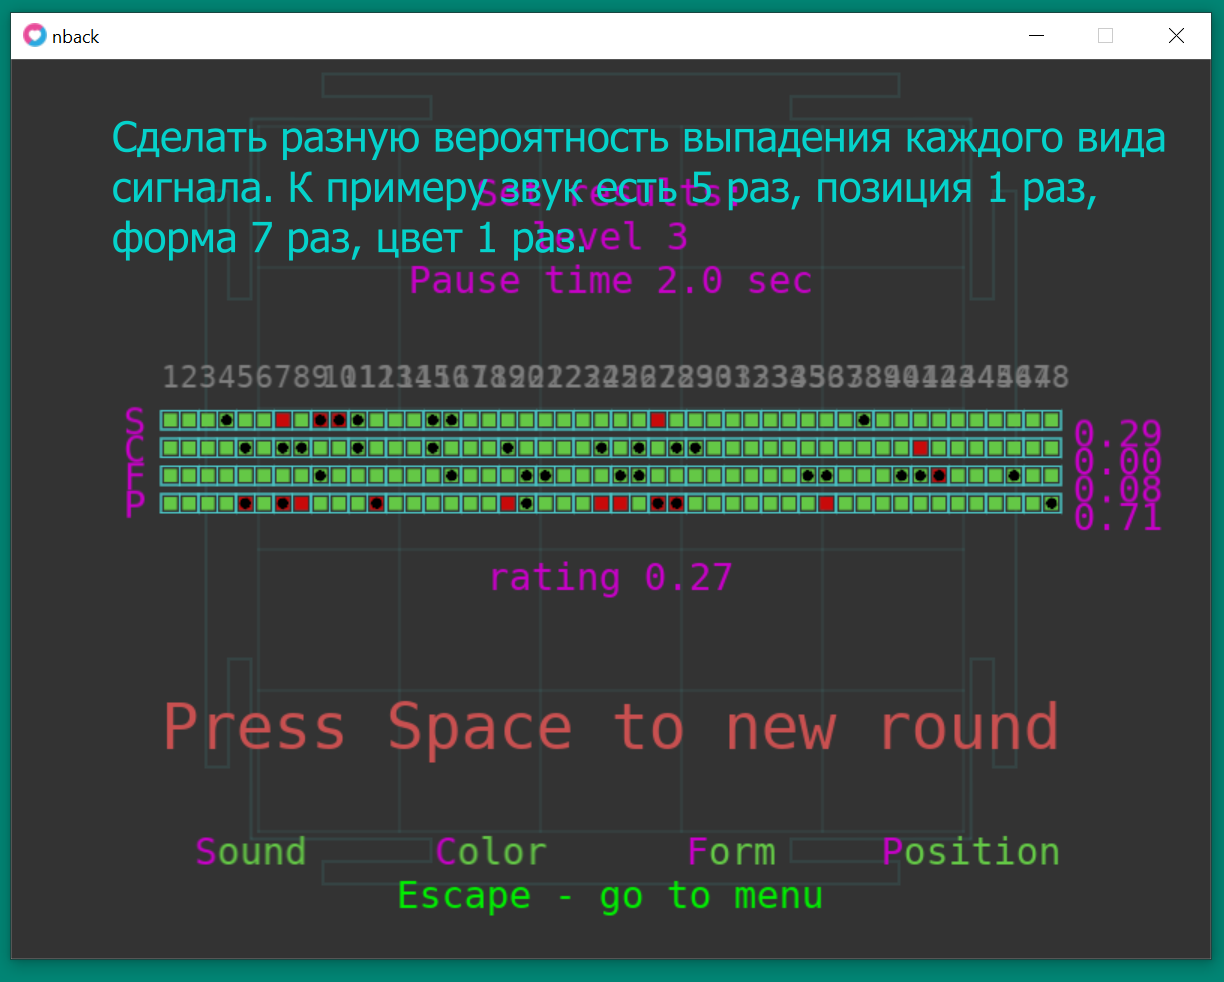 nback
Сделать разную вероятность выпадения каждого вида
сигнала. К примеру звук есть 5 раз, позиция 1 раз,
Set results:
форма 7 раз, цвет 1 раз.
level 3
Pause time 2.0 sec
S
0.29
C
0.00
F
0.08
P
0.71
rating 0.27
Press Space to new round
Sound Color Form Position
Escape - go to menu